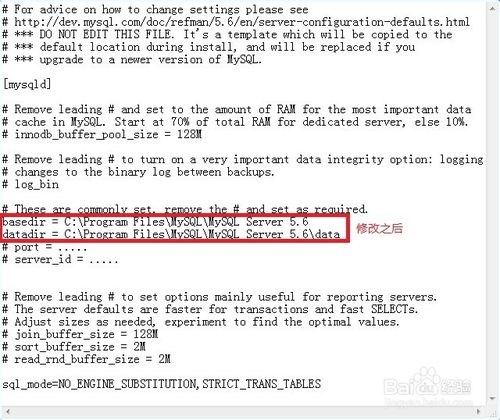 # For advice on how to change settings please see
# http://dev.mysql.com/doc/refman/5.6/en/server-configuration-defaults.html
# *** DO NOT EDIT THIS FILE. It's a template which will be copied to the
# *** default location during install, and will be replaced if you
# *** upgrade to a newer version of MySQL.

[mysqld]

# Remove leading # and set to the amount of RAM for the most important data
# cache in MySQL. Start at 70% of total RAM for dedicated server, else 10%.
# innodb_buffer_pool_size = 128M

# Remove leading # to turn on a very important data integrity option: logging
# changes to the binary log between backups.
# log_bin

# These are commonly set, remove the # and set as required.
basedir = C:\Program Files\MySQL\MySQL Server 5.6
datadir = C:\Program Files\MySQL\MySQL Server 5.6\data
修改之后
# port = .....
# server_id = .....

# Remove leading # to set options mainly useful for reporting servers.
# The server defaults are faster for transactions and fast SELECTs.
# Adjust sizes as needed, experiment to find the optimal values.
# join_buffer_size = 128M
# sort_buffer_size = 2M
# read_rnd_buffer_size = 2M

sql_mode=NO_ENGINE_SUBSTITUTION,STRICT_TRANS_TABLES
Baidu经验